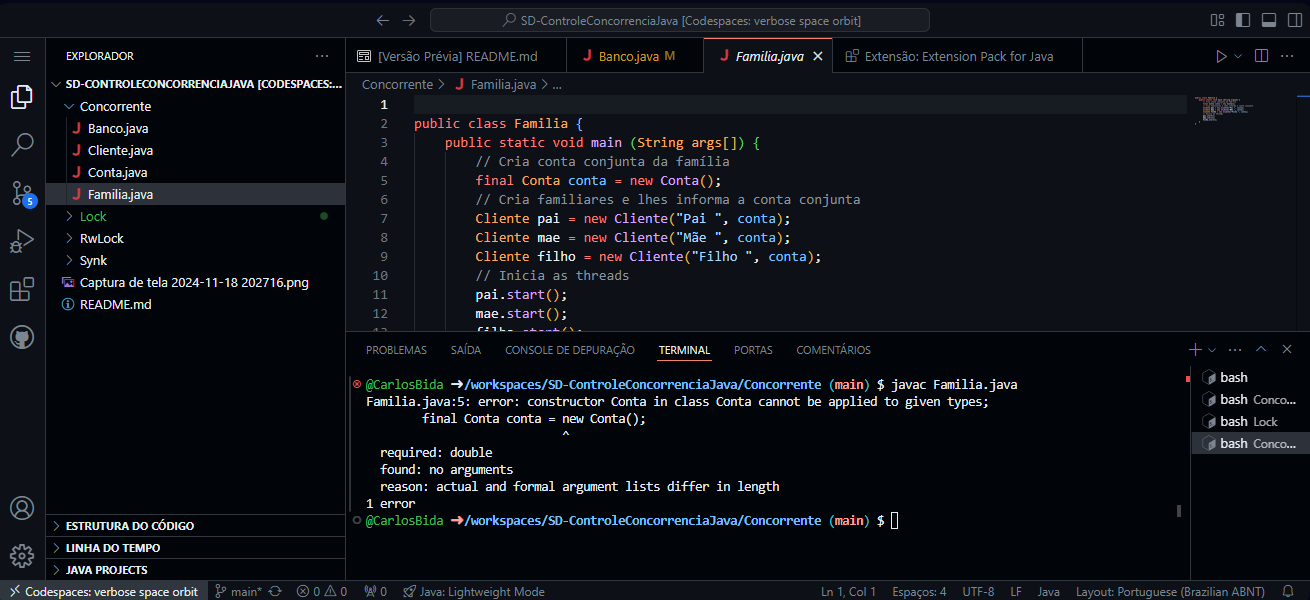 SD-ControleConcorrenciaJava [Codespaces: verbose space orbit]
EXPLORADOR
SD-CONTROLECONCORRENCIAJAVA [CODESPACES:...
Concorrente
Banco.java
Cliente.java
Conta.java
Familia.java
Lock
RwLock
Synk
Captura de tela 2024-11-18 202716.png
README.md
5
ESTRUTURA DO CÓDIGO
LINHA DO TEMPO
JAVA PROJECTS
[Versão Prévia] README.md
Banco.java M
Familia.java
Extensão: Extension Pack for Java
Concorrente > Familia.java > ...
1
2 public class Familia {
3 public static void main (String args[]) {
4 // Cria conta conjunta da família
5 final Conta conta = new Conta();
6 // Cria familiares e lhes informa a conta conjunta
7 Cliente pai = new Cliente("Pai ", conta);
8 Cliente mae = new Cliente("Mãe ", conta);
9 Cliente filho = new Cliente("Filho ", conta);
10 // Inicia as threads
11 pai.start();
12 mae.start();
13 filho.start();
PROBLEMAS SAÍDA CONSOLE DE DEPURAÇÃO TERMINAL PORTAS COMENTÁRIOS
@CarlosBida ➜/workspaces/SD-ControleConcorrenciaJava/Concorrente (main) $ javac Familia.java
Familia.java:5: error: constructor Conta in class Conta cannot be applied to given types;
final Conta conta = new Conta();
^
required: double
found: no arguments
reason: actual and formal argument lists differ in length
1 error
@CarlosBida ➜/workspaces/SD-ControleConcorrenciaJava/Concorrente (main) $
bash
bash Conco...
bash Lock
bash Conco...
Codespaces: verbose space orbit main* 0 0 0 Java: Lightweight Mode
Ln 1, Col 1 Espaços: 4 UTF-8 LF Java Layout: Portuguese (Brazilian ABNT)